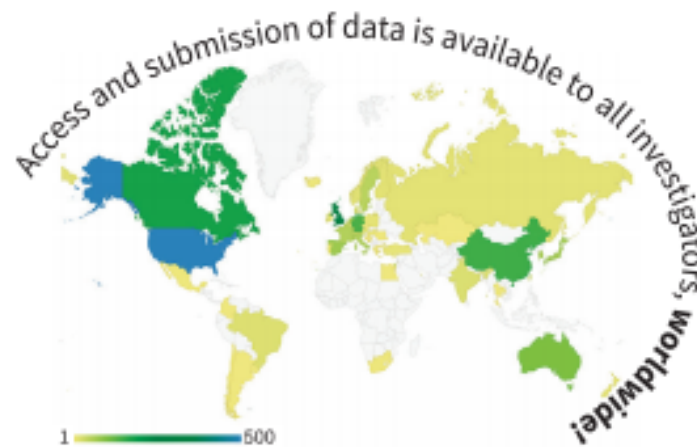 Access and submission of data is available to all investigators, worldwide!
1 600